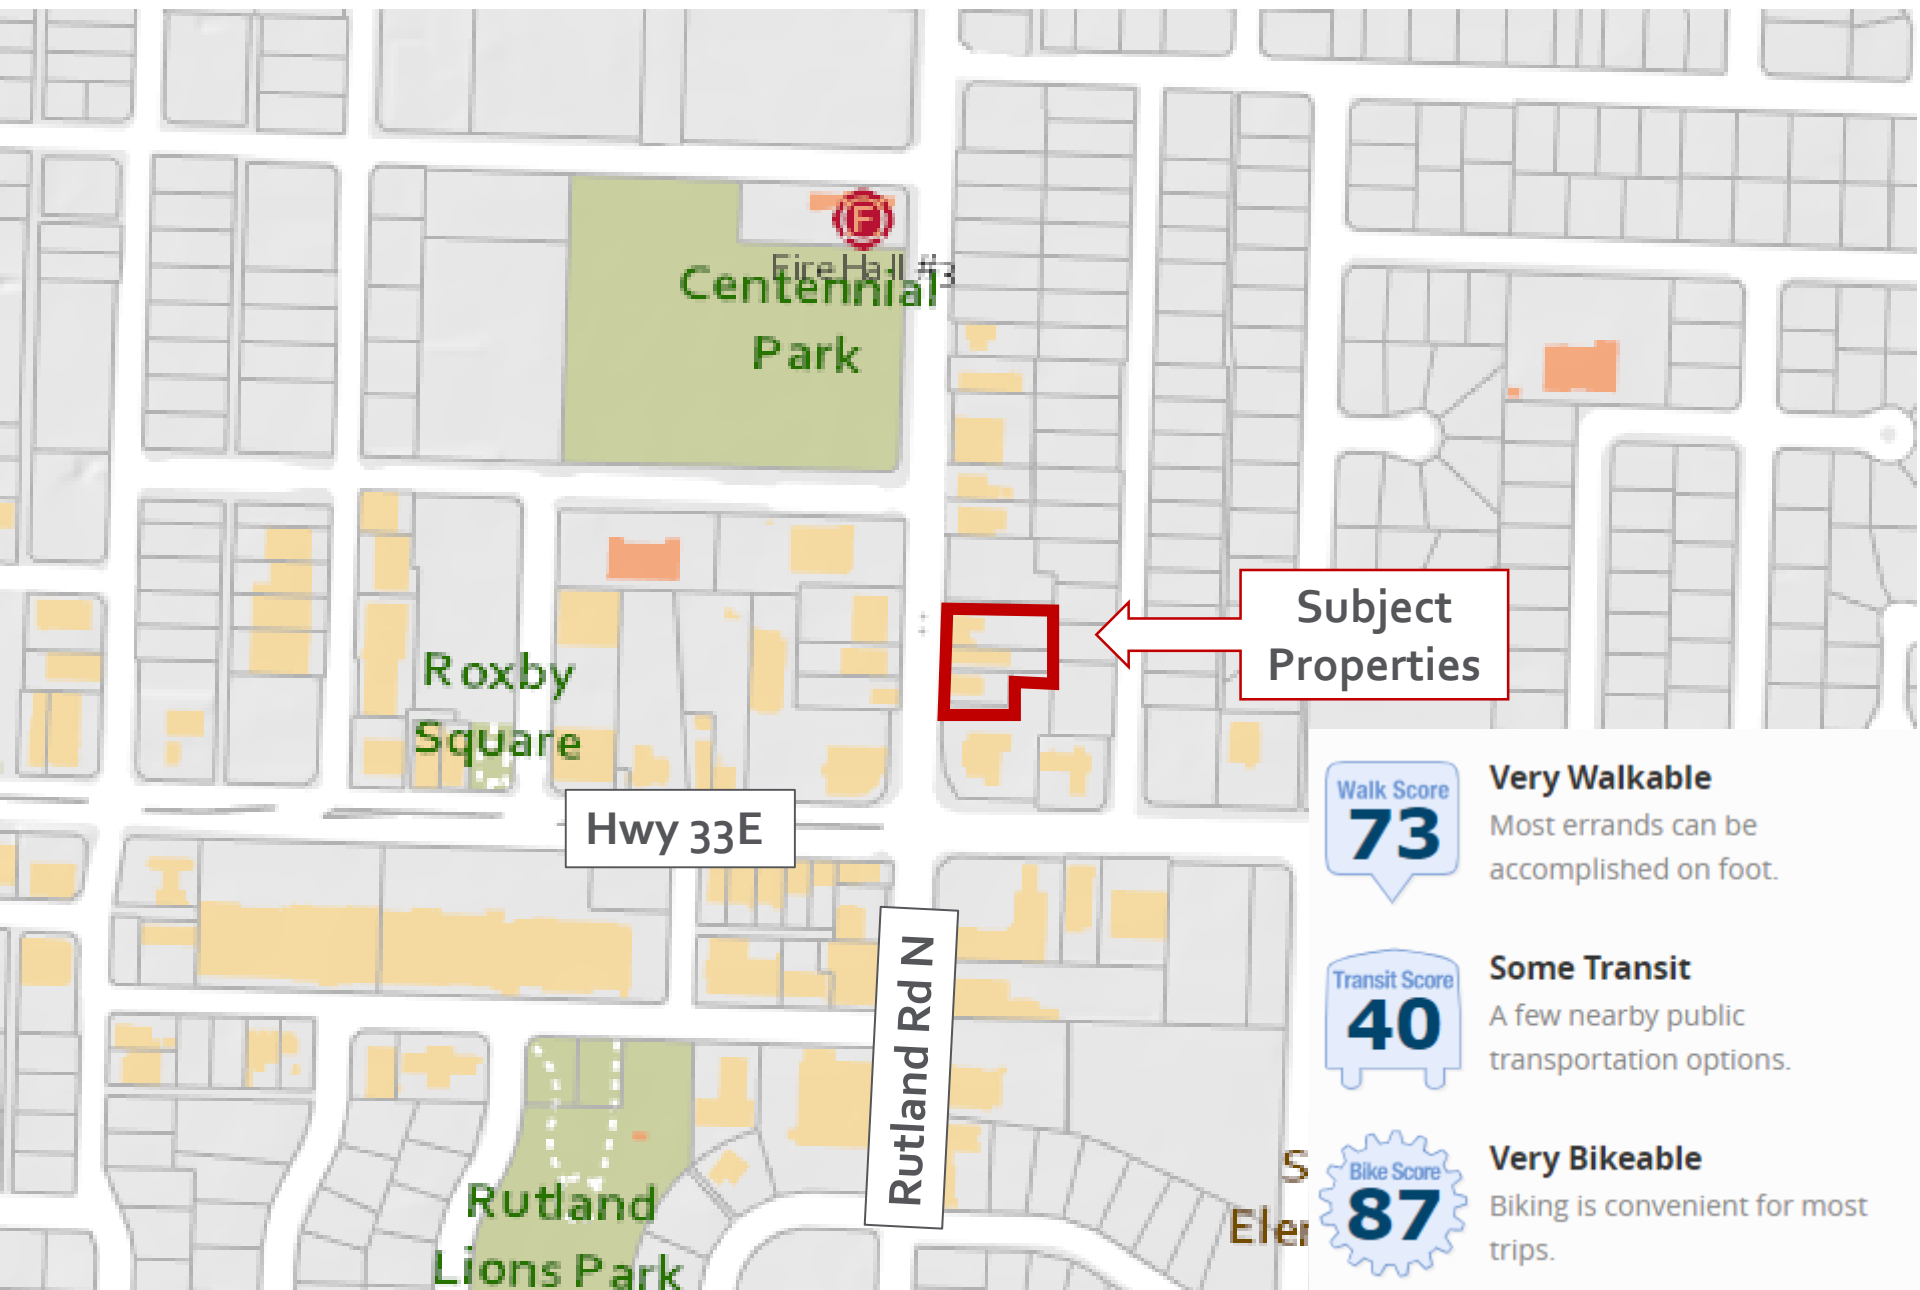 Fire Hall #3
Centennial
Park
Subject
Properties
Roxby
Square
Hwy 33E
Rutland Rd N
Rutland
Lions Park
S
Eler
Walk Score
73
Very Walkable
Most errands can be
accomplished on foot.
Transit Score
40
Some Transit
A few nearby public
transportation options.
Bike Score
87
Very Bikeable
Biking is convenient for most
trips.
F